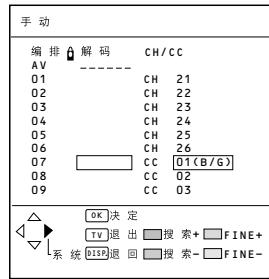 手 动
编 排 解 码 CH/CC
AV ------
01 CH 21
02 CH 22
03 CH 23
04 CH 24
05 CH 25
06 CH 26
07 CC 01(B/G)
08 CC 02
09 CC 03
OK 决 定
TV 退 出 搜 索+ FINE+
系 统 DISP. 退 回 搜 索- FINE-